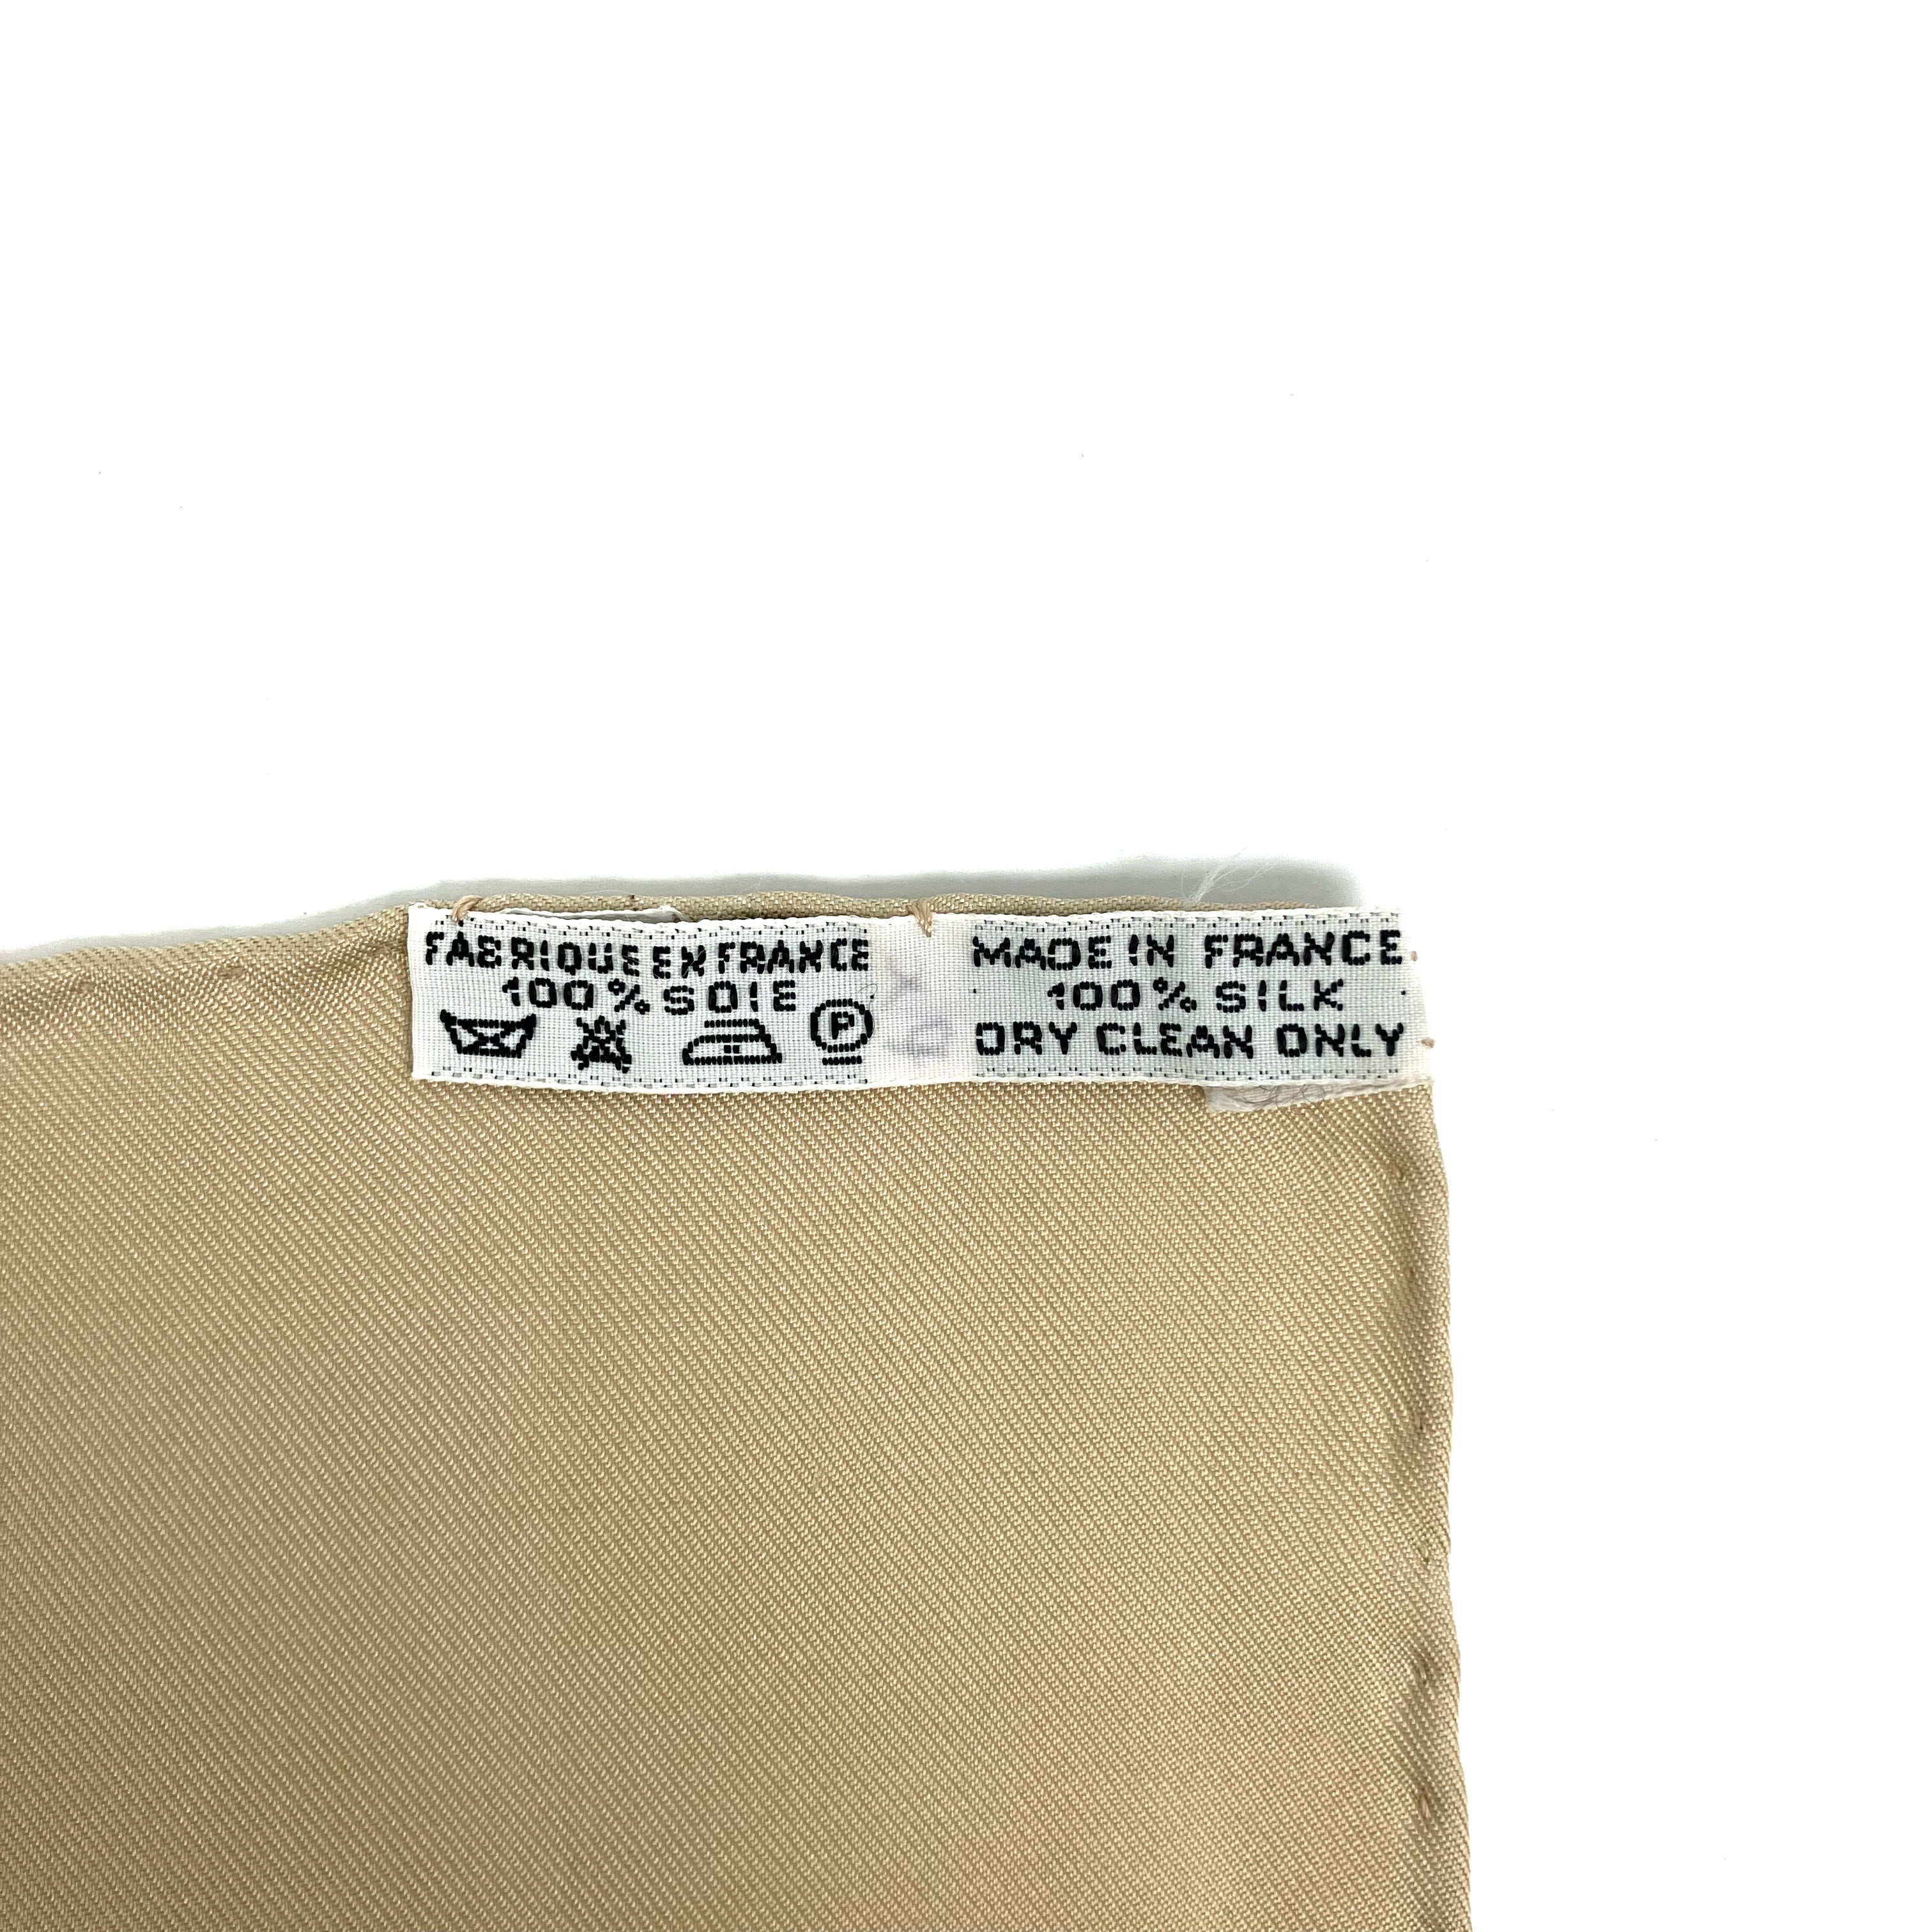 FABRIQUE EN FRANCE
100% SOIE
P
MADE IN FRANCE
100% SILK
DRY CLEAN ONLY